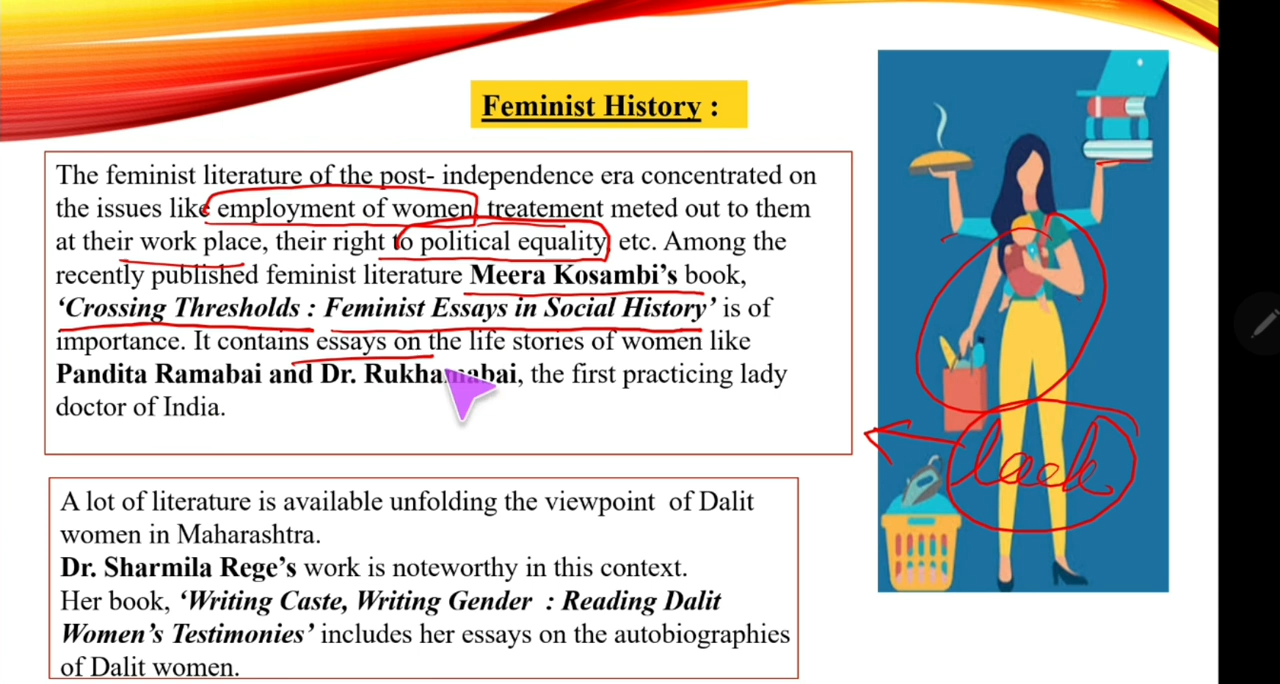 Feminist History :
The feminist literature of the post- independence era concentrated on
the issues like employment of women, treatement meted out to them
at their work place, their right to political equality, etc. Among the
recently published feminist literature Meera Kosambi’s book,
‘Crossing Thresholds : Feminist Essays in Social History’ is of
importance. It contains essays on the life stories of women like
Pandita Ramabai and Dr. Rukhamabai, the first practicing lady
doctor of India.
lack
A lot of literature is available unfolding the viewpoint of Dalit
women in Maharashtra.
Dr. Sharmila Rege’s work is noteworthy in this context.
Her book, ‘Writing Caste, Writing Gender : Reading Dalit
Women’s Testimonies’ includes her essays on the autobiographies
of Dalit women.